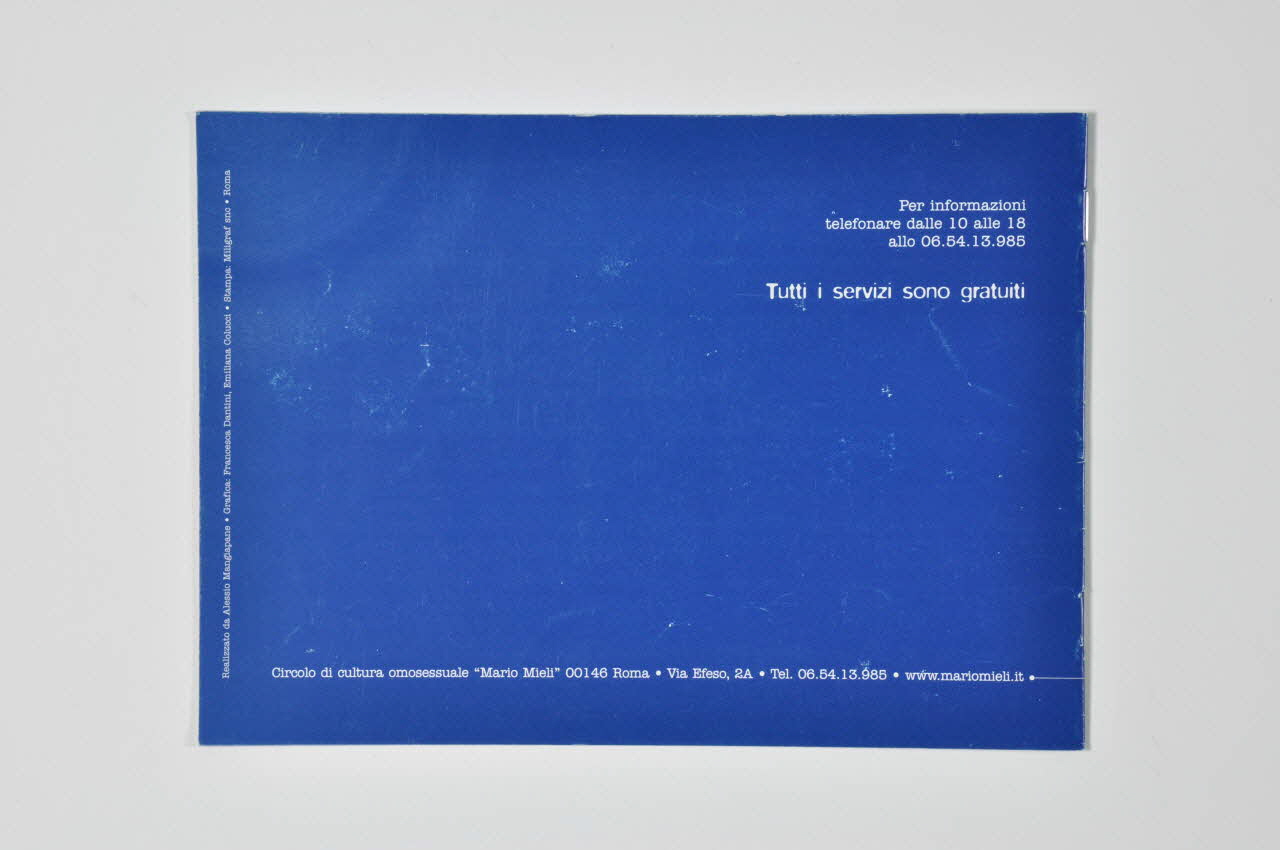 Per informazioni
telefonare dalle 10 alle 18
allo 06.54.13.985
Tutti i servizi sono gratuiti
Realizzato da Alessio Mangiapane • Grafica: Francesca Dantini, Emiliana Colucci • Stampa: Miligraf snc • Roma
Circolo di cultura omosessuale “Mario Mieli” 00146 Roma • Via Efeso, 2A • Tel. 06.54.13.985 • www.mariomieli.it